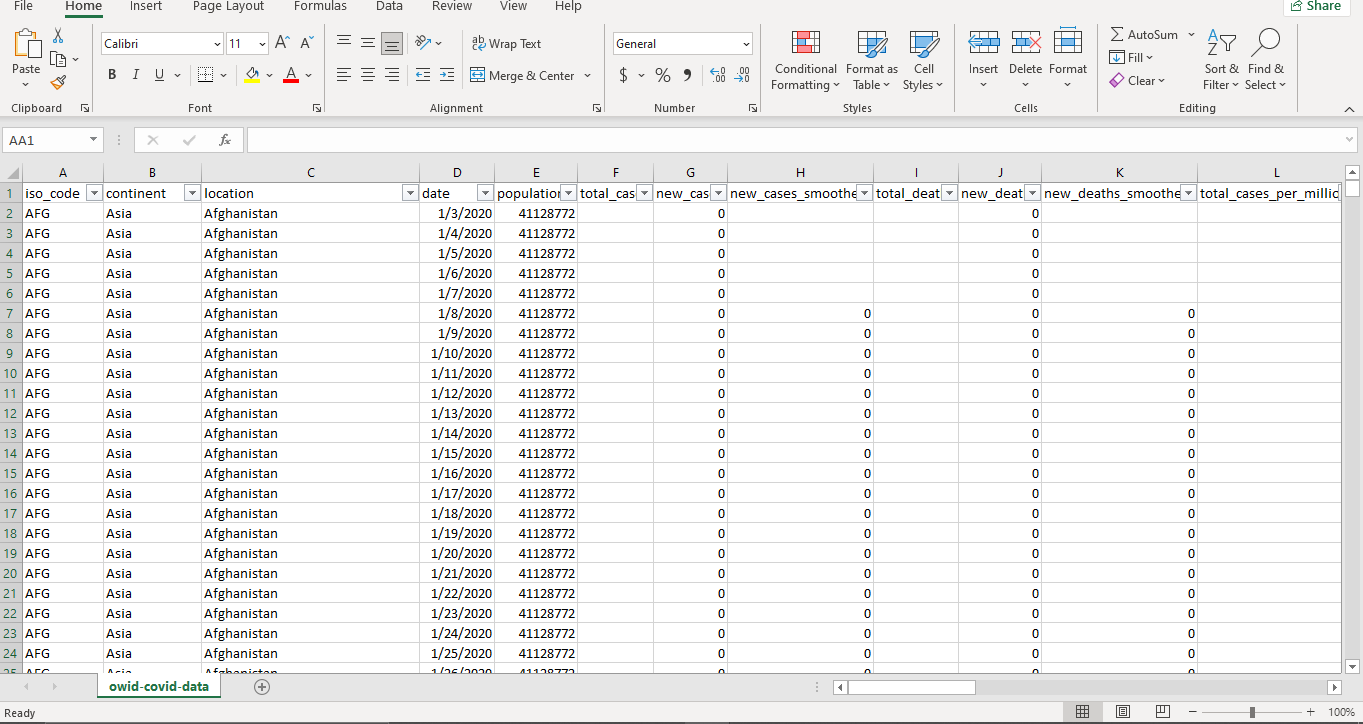 File Home Insert Page Layout Formulas Data Review View Help Share
Calibri 11 A A Wrap Text General AutoSum
Paste B I U A Merge & Center $ % Conditional Formatting Format as Table Cell Styles Insert Delete Format Fill Clear Sort & Filter Find & Select
Clipboard Font Alignment Number Styles Cells Editing
AA1 fx
A B C D E F G H I J K L
1 iso_code continent location date population total_cas new_cas new_cases_smoothe total_deat new_deat new_deaths_smoothe total_cases_per_millic
2 AFG Asia Afghanistan 1/3/2020 41128772 0 0
3 AFG Asia Afghanistan 1/4/2020 41128772 0 0
4 AFG Asia Afghanistan 1/5/2020 41128772 0 0
5 AFG Asia Afghanistan 1/6/2020 41128772 0 0
6 AFG Asia Afghanistan 1/7/2020 41128772 0 0
7 AFG Asia Afghanistan 1/8/2020 41128772 0 0 0 0
8 AFG Asia Afghanistan 1/9/2020 41128772 0 0 0 0
9 AFG Asia Afghanistan 1/10/2020 41128772 0 0 0 0
10 AFG Asia Afghanistan 1/11/2020 41128772 0 0 0 0
11 AFG Asia Afghanistan 1/12/2020 41128772 0 0 0 0
12 AFG Asia Afghanistan 1/13/2020 41128772 0 0 0 0
13 AFG Asia Afghanistan 1/14/2020 41128772 0 0 0 0
14 AFG Asia Afghanistan 1/15/2020 41128772 0 0 0 0
15 AFG Asia Afghanistan 1/16/2020 41128772 0 0 0 0
16 AFG Asia Afghanistan 1/17/2020 41128772 0 0 0 0
17 AFG Asia Afghanistan 1/18/2020 41128772 0 0 0 0
18 AFG Asia Afghanistan 1/19/2020 41128772 0 0 0 0
19 AFG Asia Afghanistan 1/20/2020 41128772 0 0 0 0
20 AFG Asia Afghanistan 1/21/2020 41128772 0 0 0 0
21 AFG Asia Afghanistan 1/22/2020 41128772 0 0 0 0
22 AFG Asia Afghanistan 1/23/2020 41128772 0 0 0 0
23 AFG Asia Afghanistan 1/24/2020 41128772 0 0 0 0
24 AFG Asia Afghanistan 1/25/2020 41128772 0 0 0 0
owid-covid-data
Ready 100%